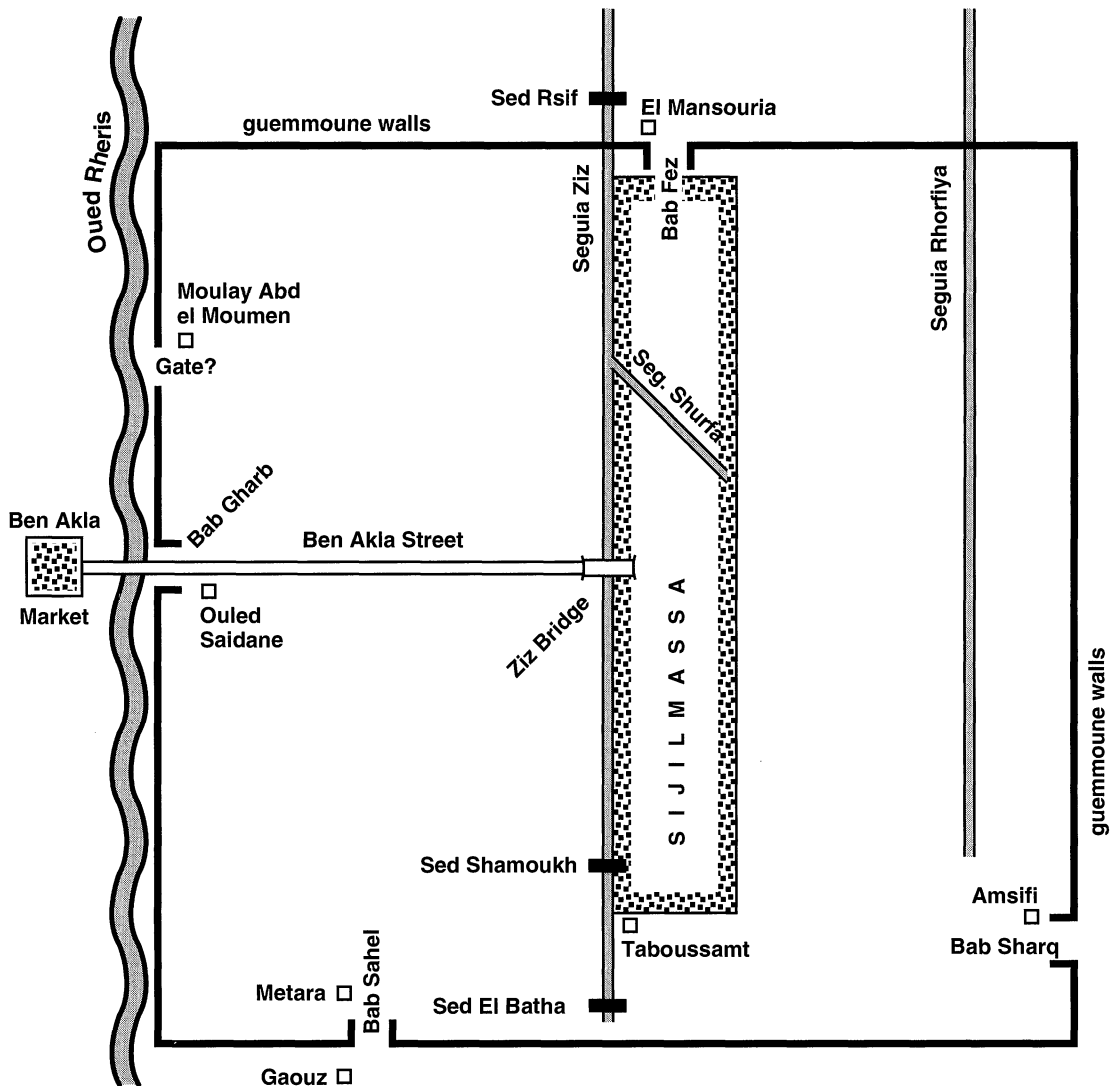 Sed Rsif
El Mansouria
guemmoune walls
Oued Rheris
Seguia Ziz
Bab Fez
Seguia Rhorfiya
Moulay Abd
el Moumen
Gate?
Seg. Shurfa
Bab Gharb
Ben Akla
Ben Akla Street
Market
Ouled
Saidane
Ziz Bridge
SIJILMASSA
guemmoune walls
Sed Shamoukh
Amsifi
Bab Sharq
Taboussamt
Bab Sahel
Metara
Sed El Batha
Gaouz